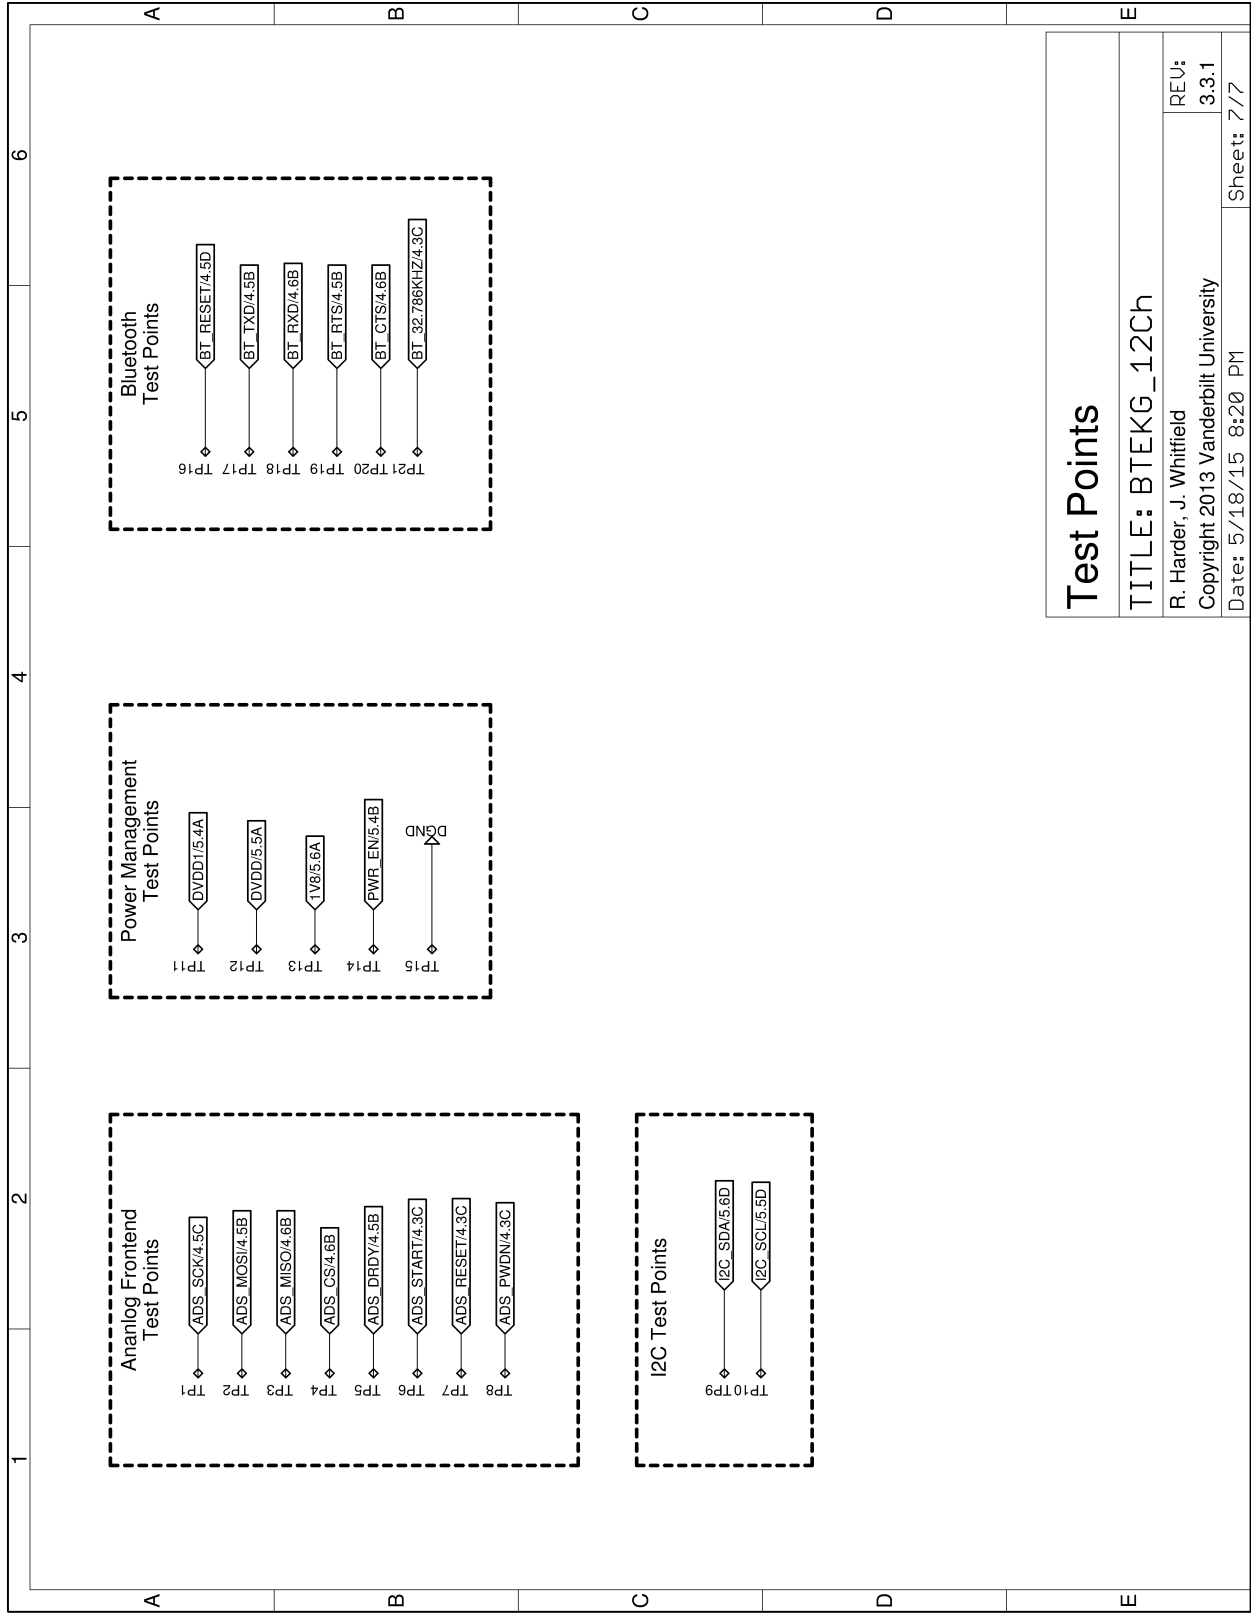 1
2
3
4
5
6
A
B
C
D
E
A
B
C
D
E
Ananlog Frontend
Test Points
TP1 ADS_SCK/4.5C
TP2 ADS_MOSI/4.5B
TP3 ADS_MISO/4.6B
TP4 ADS_CS/4.6B
TP5 ADS_DRDY/4.5B
TP6 ADS_START/4.3C
TP7 ADS_RESET/4.3C
TP8 ADS_PWDN/4.3C
Power Management
Test Points
TP11 DVDD1/5.4A
TP12 DVDD/5.5A
TP13 1V8/5.6A
TP14 PWR_EN/5.4B
TP15 DGND
Bluetooth
Test Points
TP16 BT_RESET/4.5D
TP17 BT_TXD/4.5B
TP18 BT_RXD/4.6B
TP19 BT_RTS/4.5B
TP20 BT_CTS/4.6B
TP21 BT_32.786KHZ/4.3C
I2C Test Points
TP9 I2C_SDA/5.6D
TP10 I2C_SCL/5.5D
Test Points
TITLE: BTEKG_12Ch
R. Harder, J. Whitfield
REV:
Copyright 2013 Vanderbilt University
3.3.1
Date: 5/18/15 8:20 PM
Sheet: 7/7